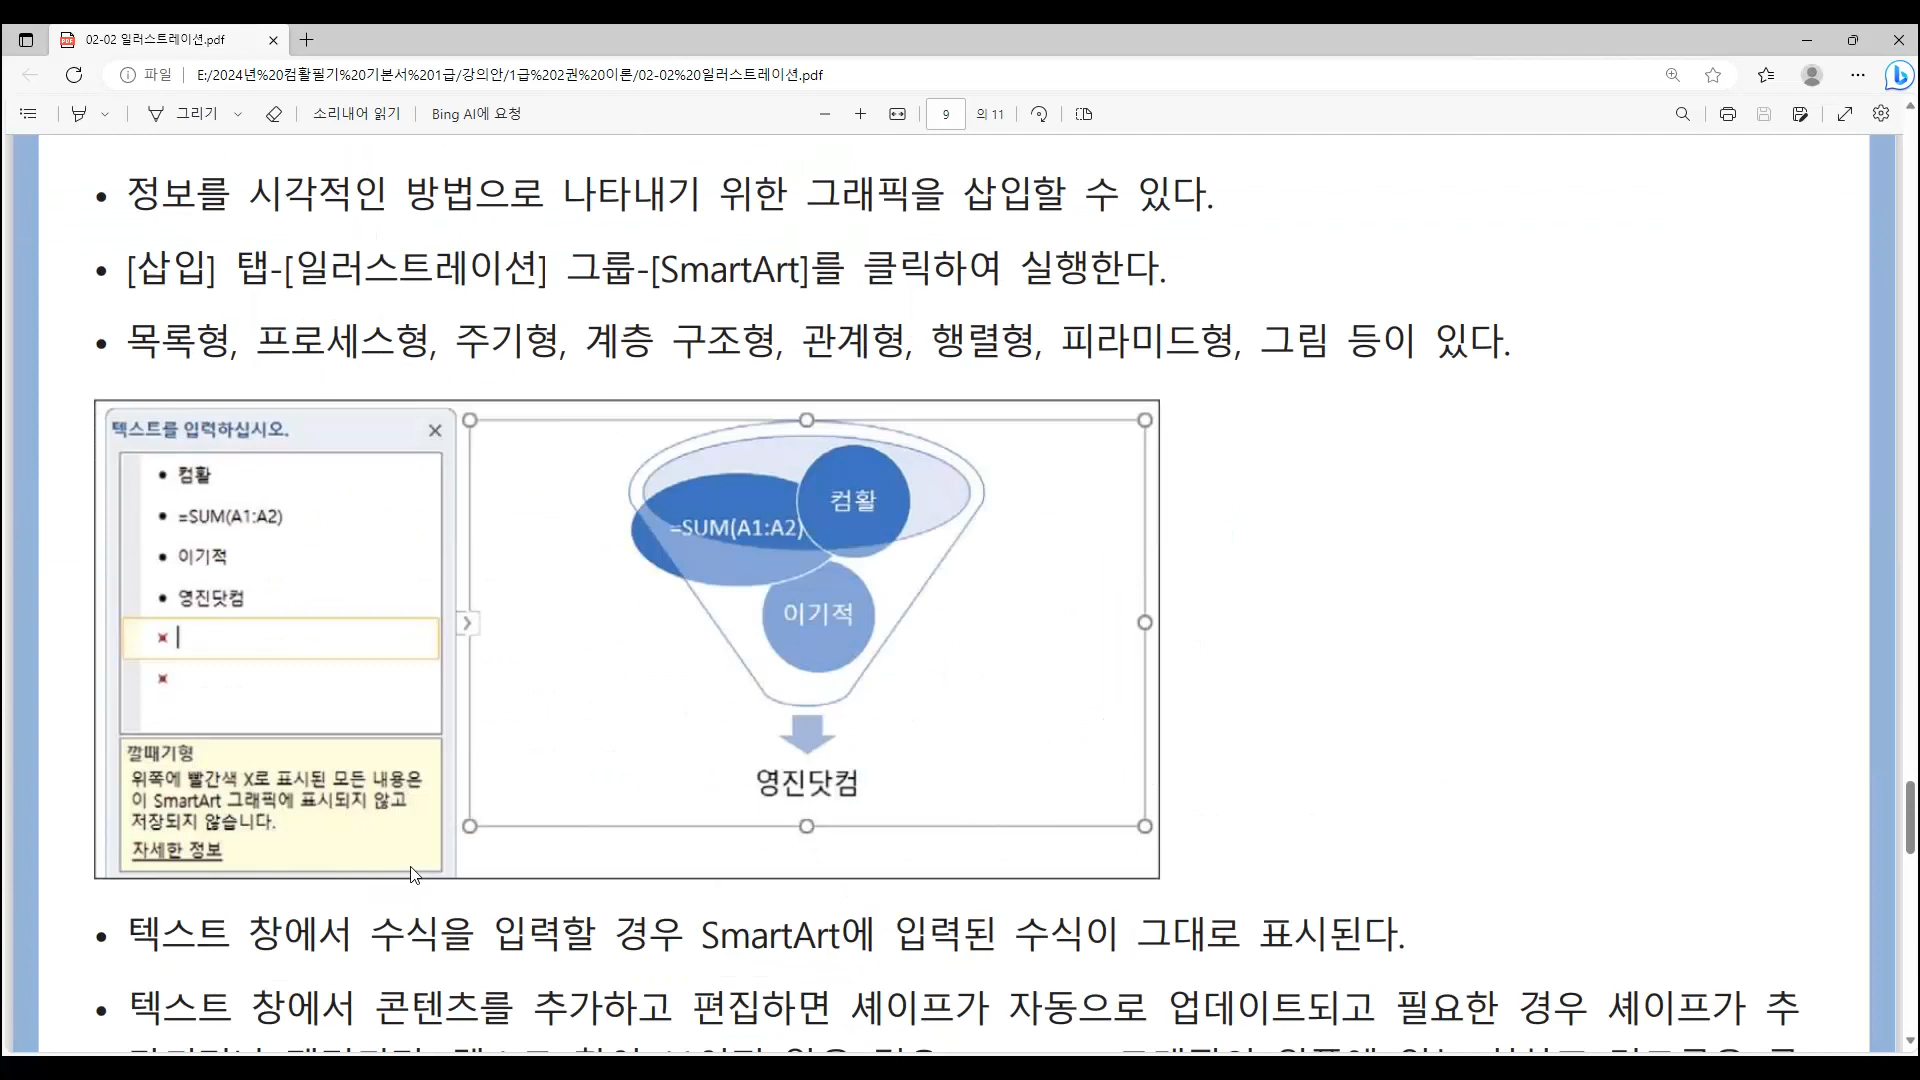 02-02 일러스트레이션.pdf
파일
E:/2024년%20컴활필기%20기본서%201급/강의안/1급%202권%20이론/02-02%20일러스트레이션.pdf
그리기
소리내어 읽기
Bing AI에 요청
9 의 11
• 정보를 시각적인 방법으로 나타내기 위한 그래픽을 삽입할 수 있다.
• [삽입] 탭-[일러스트레이션] 그룹-[SmartArt]를 클릭하여 실행한다.
• 목록형, 프로세스형, 주기형, 계층 구조형, 관계형, 행렬형, 피라미드형, 그림 등이 있다.
텍스트를 입력하십시오.
• 컴활
• =SUM(A1:A2)
• 이기적
• 영진닷컴
깔때기형
위쪽에 빨간색 X로 표시된 모든 내용은
이 SmartArt 그래픽에 표시되지 않고
저장되지 않습니다.
자세한 정보
컴활
=SUM(A1:A2)
이기적
영진닷컴
• 텍스트 창에서 수식을 입력할 경우 SmartArt에 입력된 수식이 그대로 표시된다.
• 텍스트 창에서 콘텐츠를 추가하고 편집하면 셰이프가 자동으로 업데이트되고 필요한 경우 셰이프가 추